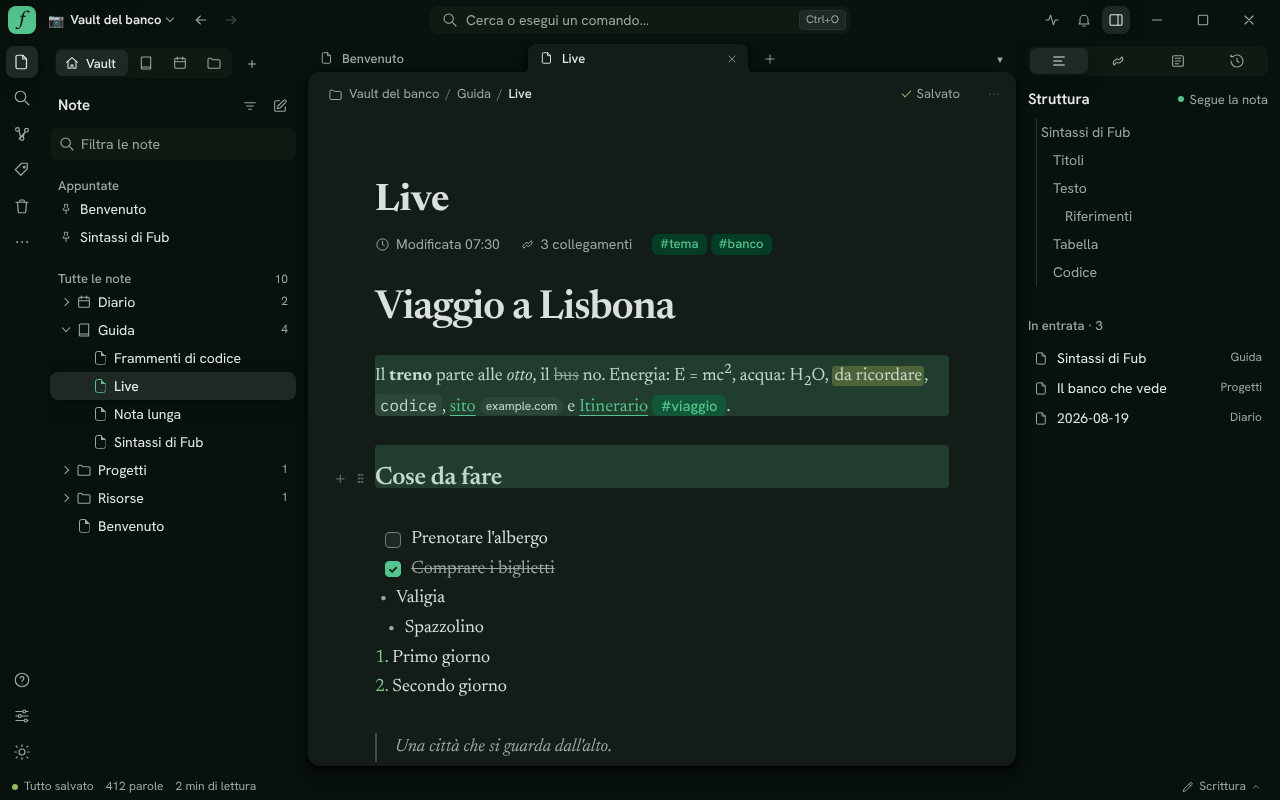 f Vault del banco
Cerca o esegui un comando... Ctrl+O
Vault
Note
Filtra le note
Appuntate
Benvenuto
Sintassi di Fub
Tutte le note 10
Diario 2
Guida 4
Frammenti di codice
Live
Nota lunga
Sintassi di Fub
Progetti 1
Risorse 1
Benvenuto
Benvenuto
Live
Vault del banco / Guida / Live
Salvato
Live
Modificata 07:30 3 collegamenti #tema #banco
Viaggio a Lisbona
Il treno parte alle otto, il bus no. Energia: E = mc², acqua: H₂O, da ricordare,
codice, sito example.com e Itinerario #viaggio.
Cose da fare
Prenotare l'albergo
Comprare i biglietti
• Valigia
• Spazzolino
1. Primo giorno
2. Secondo giorno
Una città che si guarda dall'alto.
Struttura Segue la nota
Sintassi di Fub
Titoli
Testo
Riferimenti
Tabella
Codice
In entrata · 3
Sintassi di Fub Guida
Il banco che vede Progetti
2026-08-19 Diario
Tutto salvato 412 parole 2 min di lettura
Scrittura